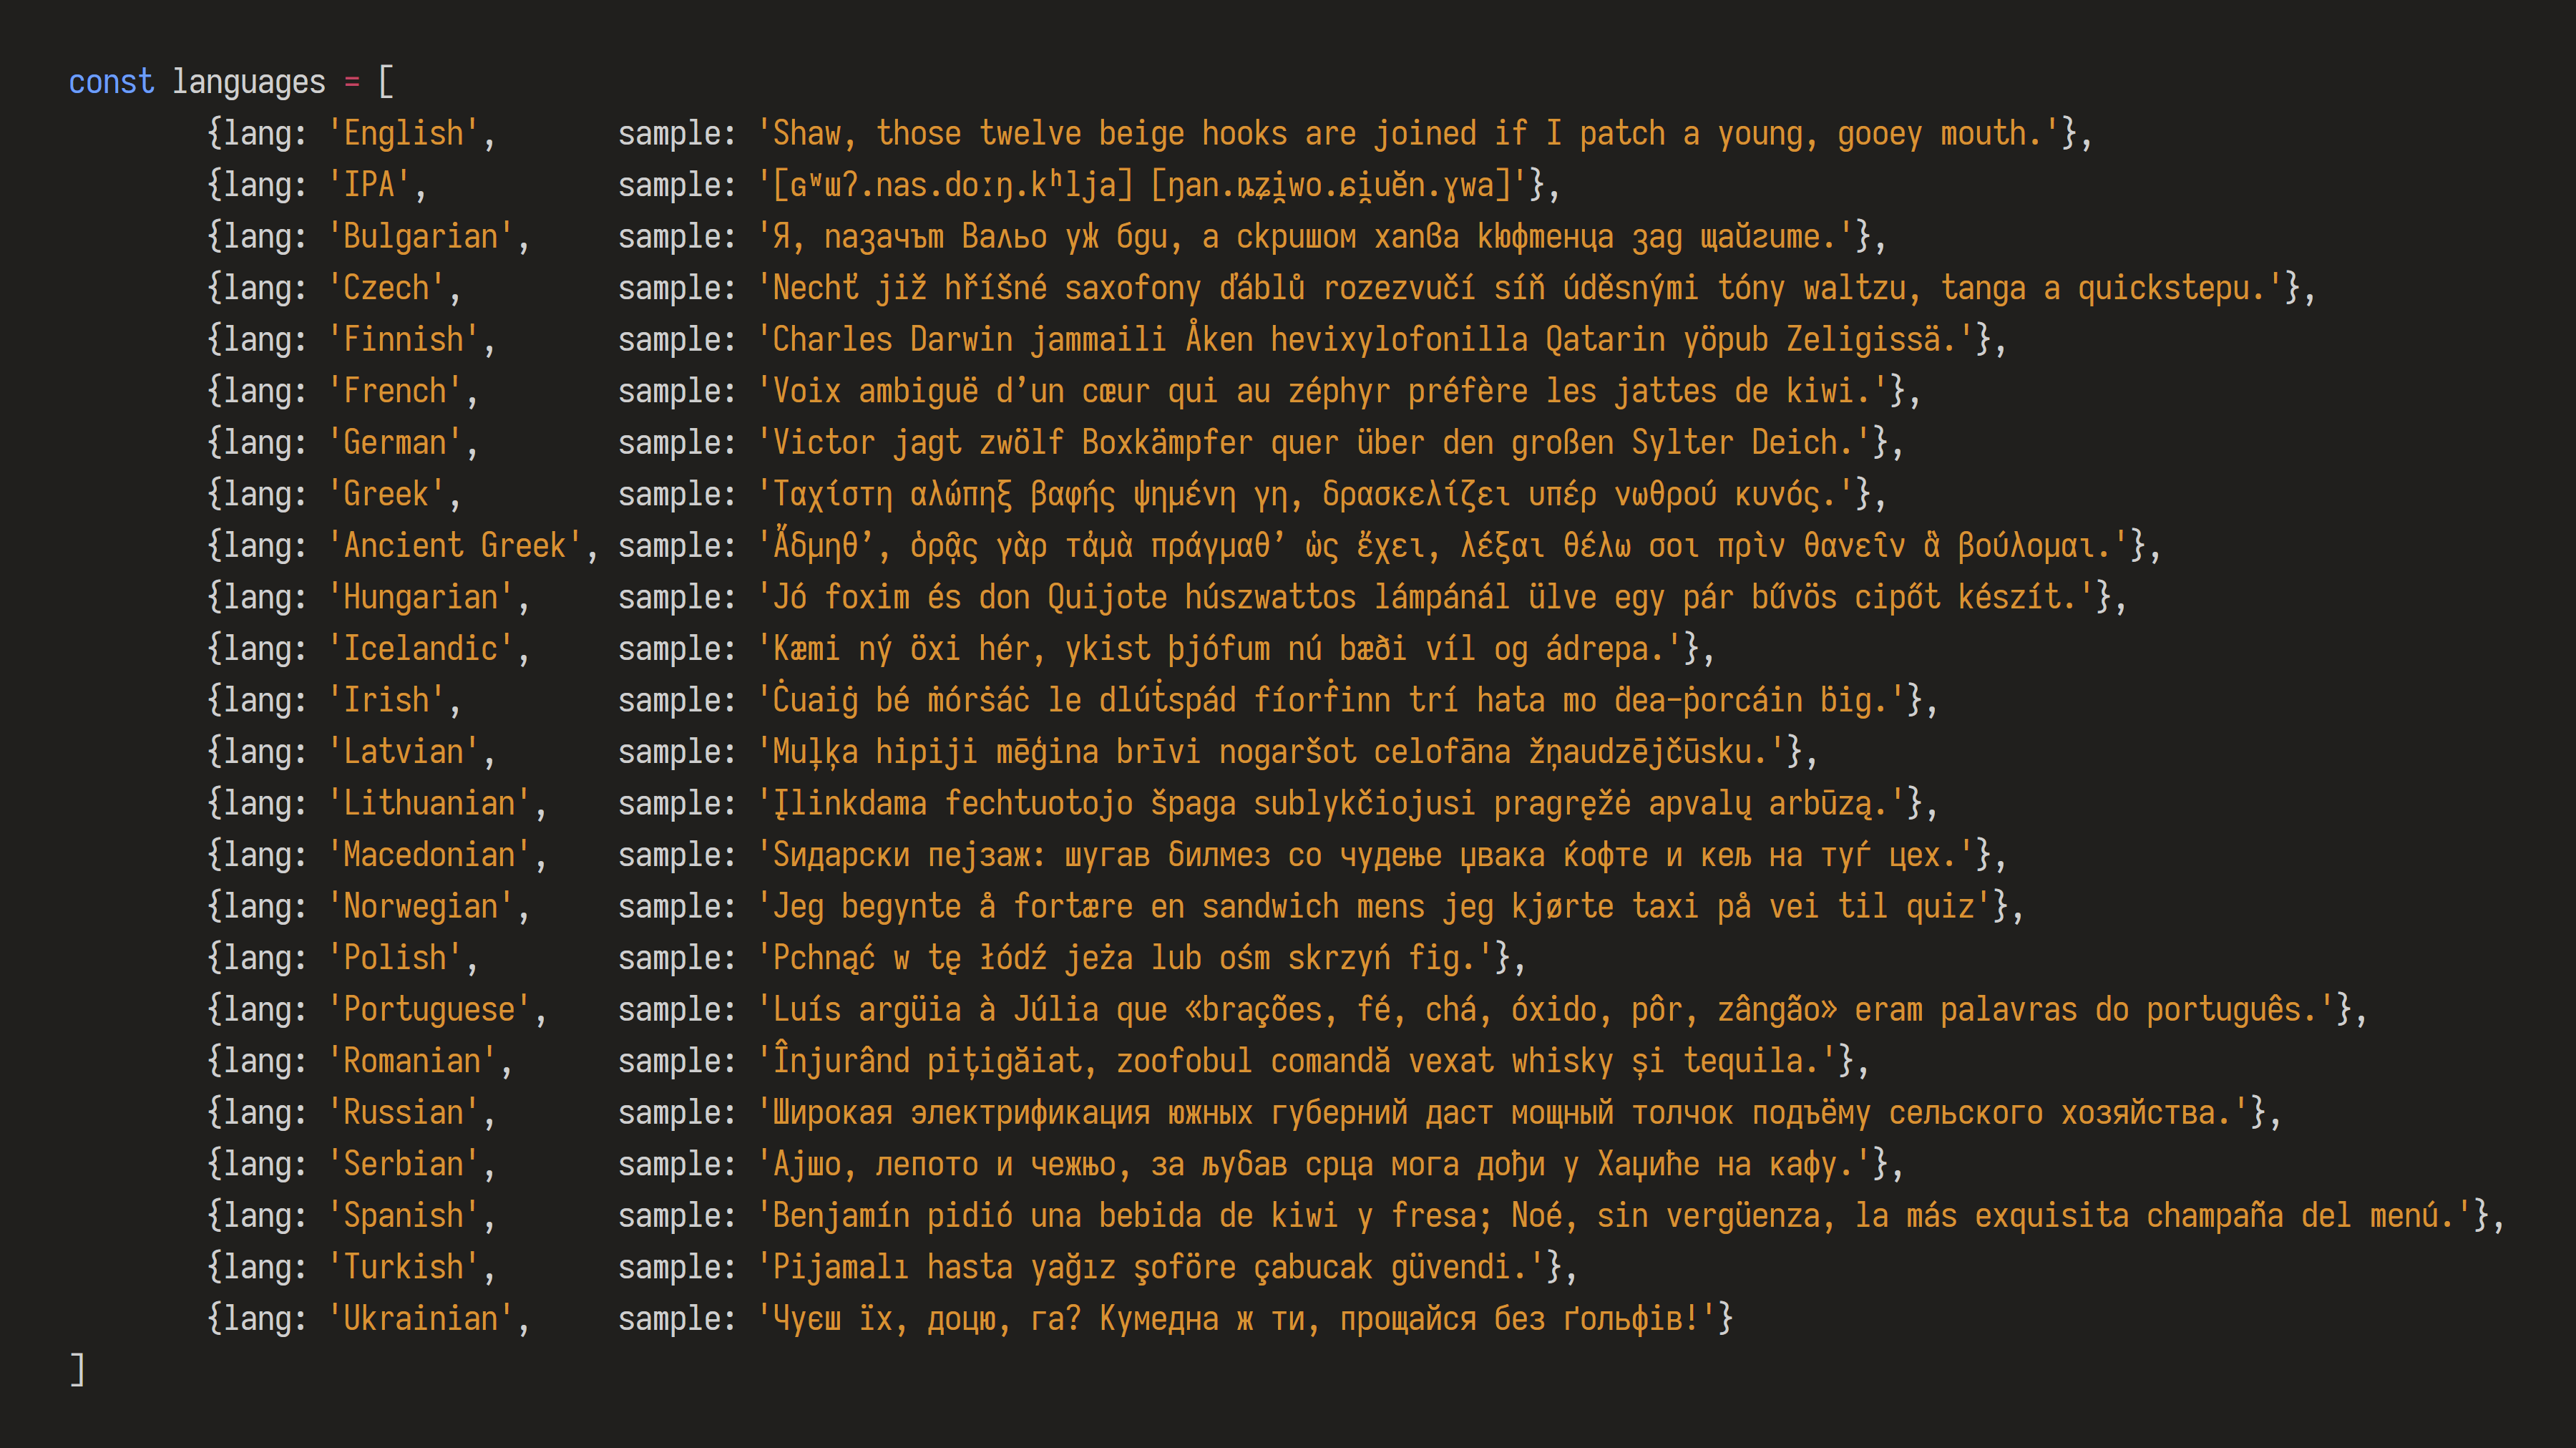 const languages = [
        {lang: 'English',       sample: 'Shaw, those twelve beige hooks are joined if I patch a young, gooey mouth.'},
        {lang: 'IPA',           sample: '[ɢʷɯʔ.nas.doːŋ.kʰlja] [ŋan.ȵʑi̯wo.ɕi̯uĕn.ɣwa]'},
        {lang: 'Bulgarian',     sample: 'Я, пазачът Вальо уж бди, а скришом хапва кюфтенца зад щайгите.'},
        {lang: 'Czech',         sample: 'Nechť již hříšné saxofony ďáblů rozezvučí síň úděsnými tóny waltzu, tanga a quickstepu.'},
        {lang: 'Finnish',       sample: 'Charles Darwin jammaili Åken hevixylofonilla Qatarin yöpub Zeligissä.'},
        {lang: 'French',        sample: 'Voix ambiguë d’un cœur qui au zéphyr préfère les jattes de kiwi.'},
        {lang: 'German',        sample: 'Victor jagt zwölf Boxkämpfer quer über den großen Sylter Deich.'},
        {lang: 'Greek',         sample: 'Ταχίστη αλώπηξ βαφής ψημένη γη, δρασκελίζει υπέρ νωθρού κυνός.'},
        {lang: 'Ancient Greek', sample: 'Ἄδμηθ’, ὁρᾷς γὰρ τἀμὰ πράγμαθ’ ὡς ἔχει, λέξαι θέλω σοι πρὶν θανεῖν ἃ βούλομαι.'},
        {lang: 'Hungarian',     sample: 'Jó foxim és don Quijote húszwattos lámpánál ülve egy pár bűvös cipőt készít.'},
        {lang: 'Icelandic',     sample: 'Kæmi ný öxi hér, ykist þjófum nú bæði víl og ádrepa.'},
        {lang: 'Irish',         sample: 'Ċuaiġ bé ṁórṡáċ le dlúṫspád fíorḟinn trí hata mo ḋea-ṗorcáin ḃig.'},
        {lang: 'Latvian',       sample: 'Muļķa hipiji mēģina brīvi nogaršot celofāna žņaudzējčūsku.'},
        {lang: 'Lithuanian',    sample: 'Įlinkdama fechtuotojo špaga sublykčiojusi pragręžė apvalų arbūzą.'},
        {lang: 'Macedonian',    sample: 'Ѕидарски пејзаж: шугав билмез со чудење џвака ќофте и кељ на туѓ цех.'},
        {lang: 'Norwegian',     sample: 'Jeg begynte å fortære en sandwich mens jeg kjørte taxi på vei til quiz'},
        {lang: 'Polish',        sample: 'Pchnąć w tę łódź jeża lub ośm skrzyń fig.'},
        {lang: 'Portuguese',    sample: 'Luís argüia à Júlia que «brações, fé, chá, óxido, pôr, zângão» eram palavras do português.'},
        {lang: 'Romanian',      sample: 'Înjurând pițigăiat, zoofobul comandă vexat whisky și tequila.'},
        {lang: 'Russian',       sample: 'Широкая электрификация южных губерний даст мощный толчок подъёму сельского хозяйства.'},
        {lang: 'Serbian',       sample: 'Ајшо, лепото и чежњо, за љубав срца мога дођи у Хаџиће на кафу.'},
        {lang: 'Spanish',       sample: 'Benjamín pidió una bebida de kiwi y fresa; Noé, sin vergüenza, la más exquisita champaña del menú.'},
        {lang: 'Turkish',       sample: 'Pijamalı hasta yağız şoföre çabucak güvendi.'},
        {lang: 'Ukrainian',     sample: 'Чуєш їх, доцю, га? Кумедна ж ти, прощайся без ґольфів!'}
]